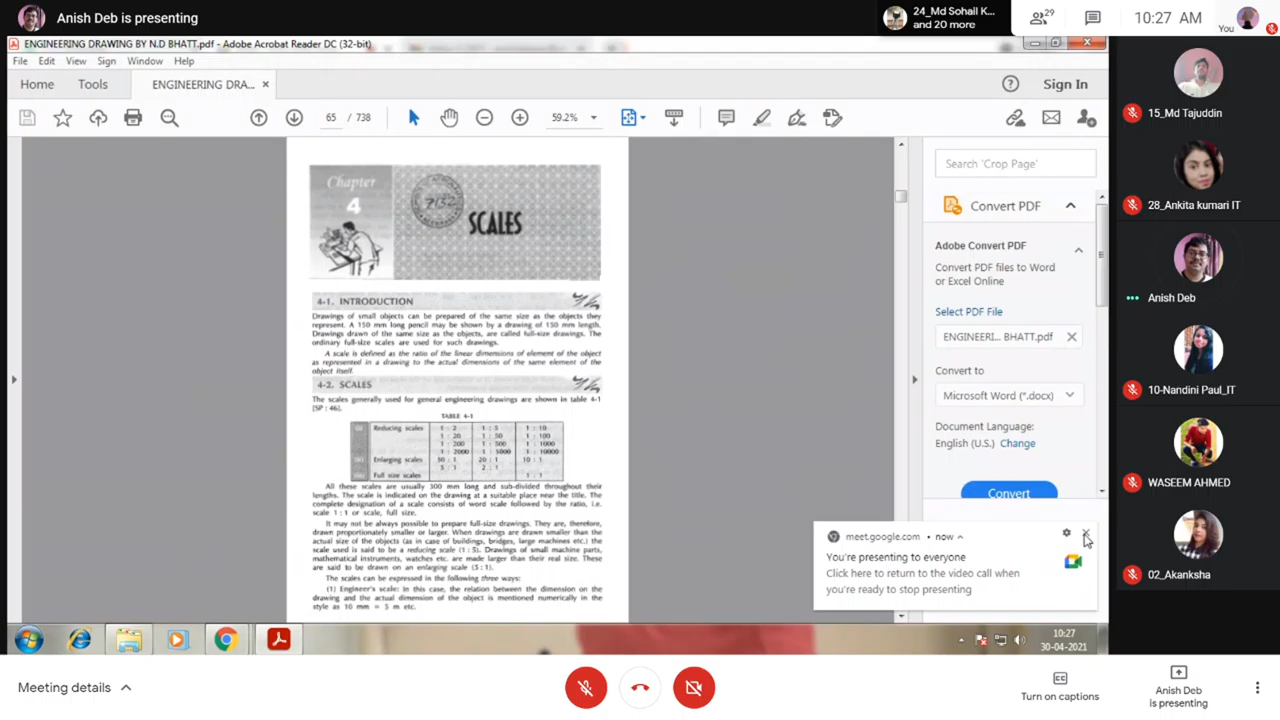 Anish Deb is presenting
24_Md Sohail K...
and 20 more
29
10:27 AM
You
ENGINEERING DRAWING BY N.D BHATT.pdf - Adobe Acrobat Reader DC (32-bit)
File Edit View Sign Window Help
Home Tools ENGINEERING DRA... ×
Sign In
65 / 738
59.2%
Chapter
4
SCALES
4-1. INTRODUCTION
Drawings of small objects can be prepared of the same size as the objects they
represent. A 150 mm long pencil may be shown by a drawing of 150 mm length.
Drawings drawn of the same size as the objects, are called full-size drawings. The
ordinary full-size scales are used for such drawings.
A scale is defined as the ratio of the linear dimensions of element of the object
as represented in a drawing to the actual dimensions of the same element of the
object itself.
4-2. SCALES
The scales generally used for general engineering drawings are shown in table 4-1
[SP : 46].
TABLE 4-1
Reducing scales 1 : 2 1 : 5 1 : 10
1 : 20 1 : 50 1 : 100
1 : 200 1 : 500 1 : 1000
1 : 2000 1 : 5000 1 : 10000
Enlarging scales 50 : 1 20 : 1 10 : 1
5 : 1 2 : 1
Full size scales 1 : 1
All these scales are usually 300 mm long and sub-divided throughout their
lengths. The scale is indicated on the drawing at a suitable place near the title. The
complete designation of a scale consists of word scale followed by the ratio, i.e.
scale 1 : 1 or scale, full size.
It may not be always possible to prepare full-size drawings. They are, therefore,
drawn proportionately smaller or larger. When drawings are drawn smaller than the
actual size of the objects (as in case of buildings, bridges, large machines etc.) the
scale used is said to be a reducing scale (1 : 5). Drawings of small machine parts,
mathematical instruments, watches etc. are made larger than their real size. These
are said to be drawn on an enlarging scale (5 : 1).
The scales can be expressed in the following three ways:
(1) Engineer's scale: In this case, the relation between the dimension on the
drawing and the actual dimension of the object is mentioned numerically in the
style as 10 mm = 5 m etc.
Search 'Crop Page'
Convert PDF
Adobe Convert PDF
Convert PDF files to Word
or Excel Online
Select PDF File
ENGINEERI... BHATT.pdf
Convert to
Microsoft Word (*.docx)
Document Language:
English (U.S.) Change
Convert
meet.google.com • now
You're presenting to everyone
Click here to return to the video call when
you're ready to stop presenting
10:27
30-04-2021
15_Md Tajuddin
28_Ankita kumari IT
Anish Deb
10-Nandini Paul_IT
WASEEM AHMED
02_Akanksha
Meeting details
Turn on captions
Anish Deb
is presenting